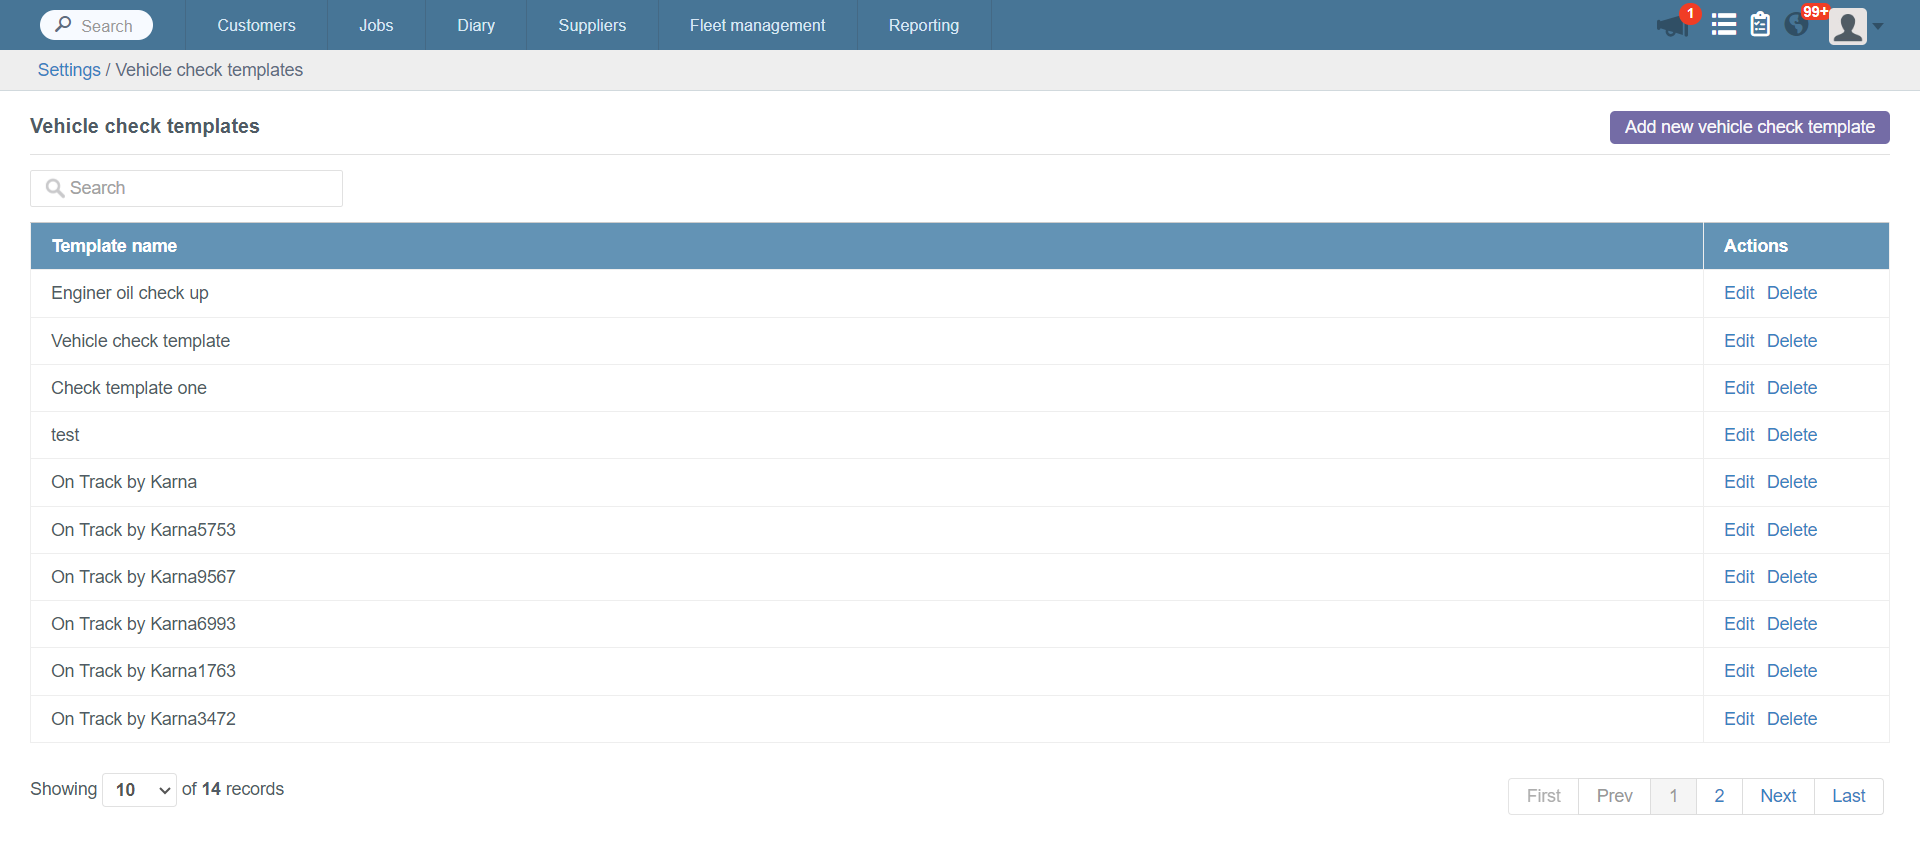 Search Customers Jobs Diary Suppliers Fleet management Reporting 1 99+
Settings / Vehicle check templates
Vehicle check templates Add new vehicle check template
Search
Template name Actions
Enginer oil check up Edit Delete
Vehicle check template Edit Delete
Check template one Edit Delete
test Edit Delete
On Track by Karna Edit Delete
On Track by Karna5753 Edit Delete
On Track by Karna9567 Edit Delete
On Track by Karna6993 Edit Delete
On Track by Karna1763 Edit Delete
On Track by Karna3472 Edit Delete
Showing 10 of 14 records First Prev 1 2 Next Last